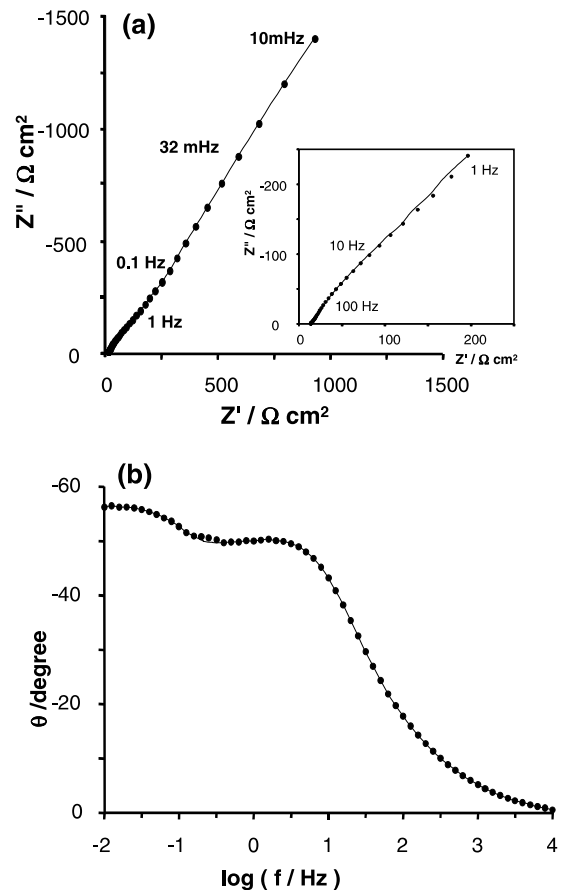 (a)
-1500
-1000
-500
0
Z'' / Ω cm²
10mHz
32 mHz
0.1 Hz
1 Hz
-200
-100
0
Z'' / Ω cm²
1 Hz
10 Hz
100 Hz
0 100 200
Z' / Ω cm²
0 500 1000 1500
Z' / Ω cm²
(b)
-60
-40
-20
0
θ /degree
-2 -1 0 1 2 3 4
log ( f / Hz )